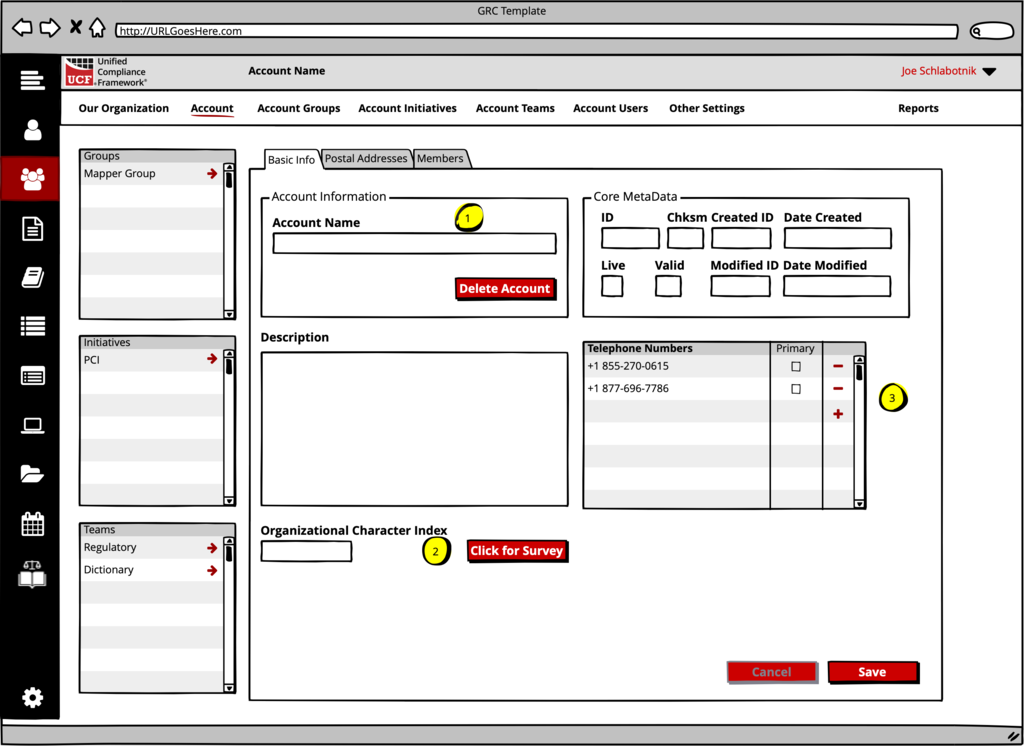 GRC Template
http://URLGoesHere.com
Unified
Compliance
Framework®
UCF
Account Name
Joe Schlabotnik
Our Organization Account Account Groups Account Initiatives Account Teams Account Users Other Settings Reports
Groups
Mapper Group
Initiatives
PCI
Teams
Regulatory
Dictionary
Basic Info Postal Addresses Members
Account Information
Account Name
1
Delete Account
Core MetaData
ID Chksm Created ID Date Created
Live Valid Modified ID Date Modified
Description
Telephone Numbers Primary
+1 855-270-0615
+1 877-696-7786
3
Organizational Character Index
2
Click for Survey
Cancel Save